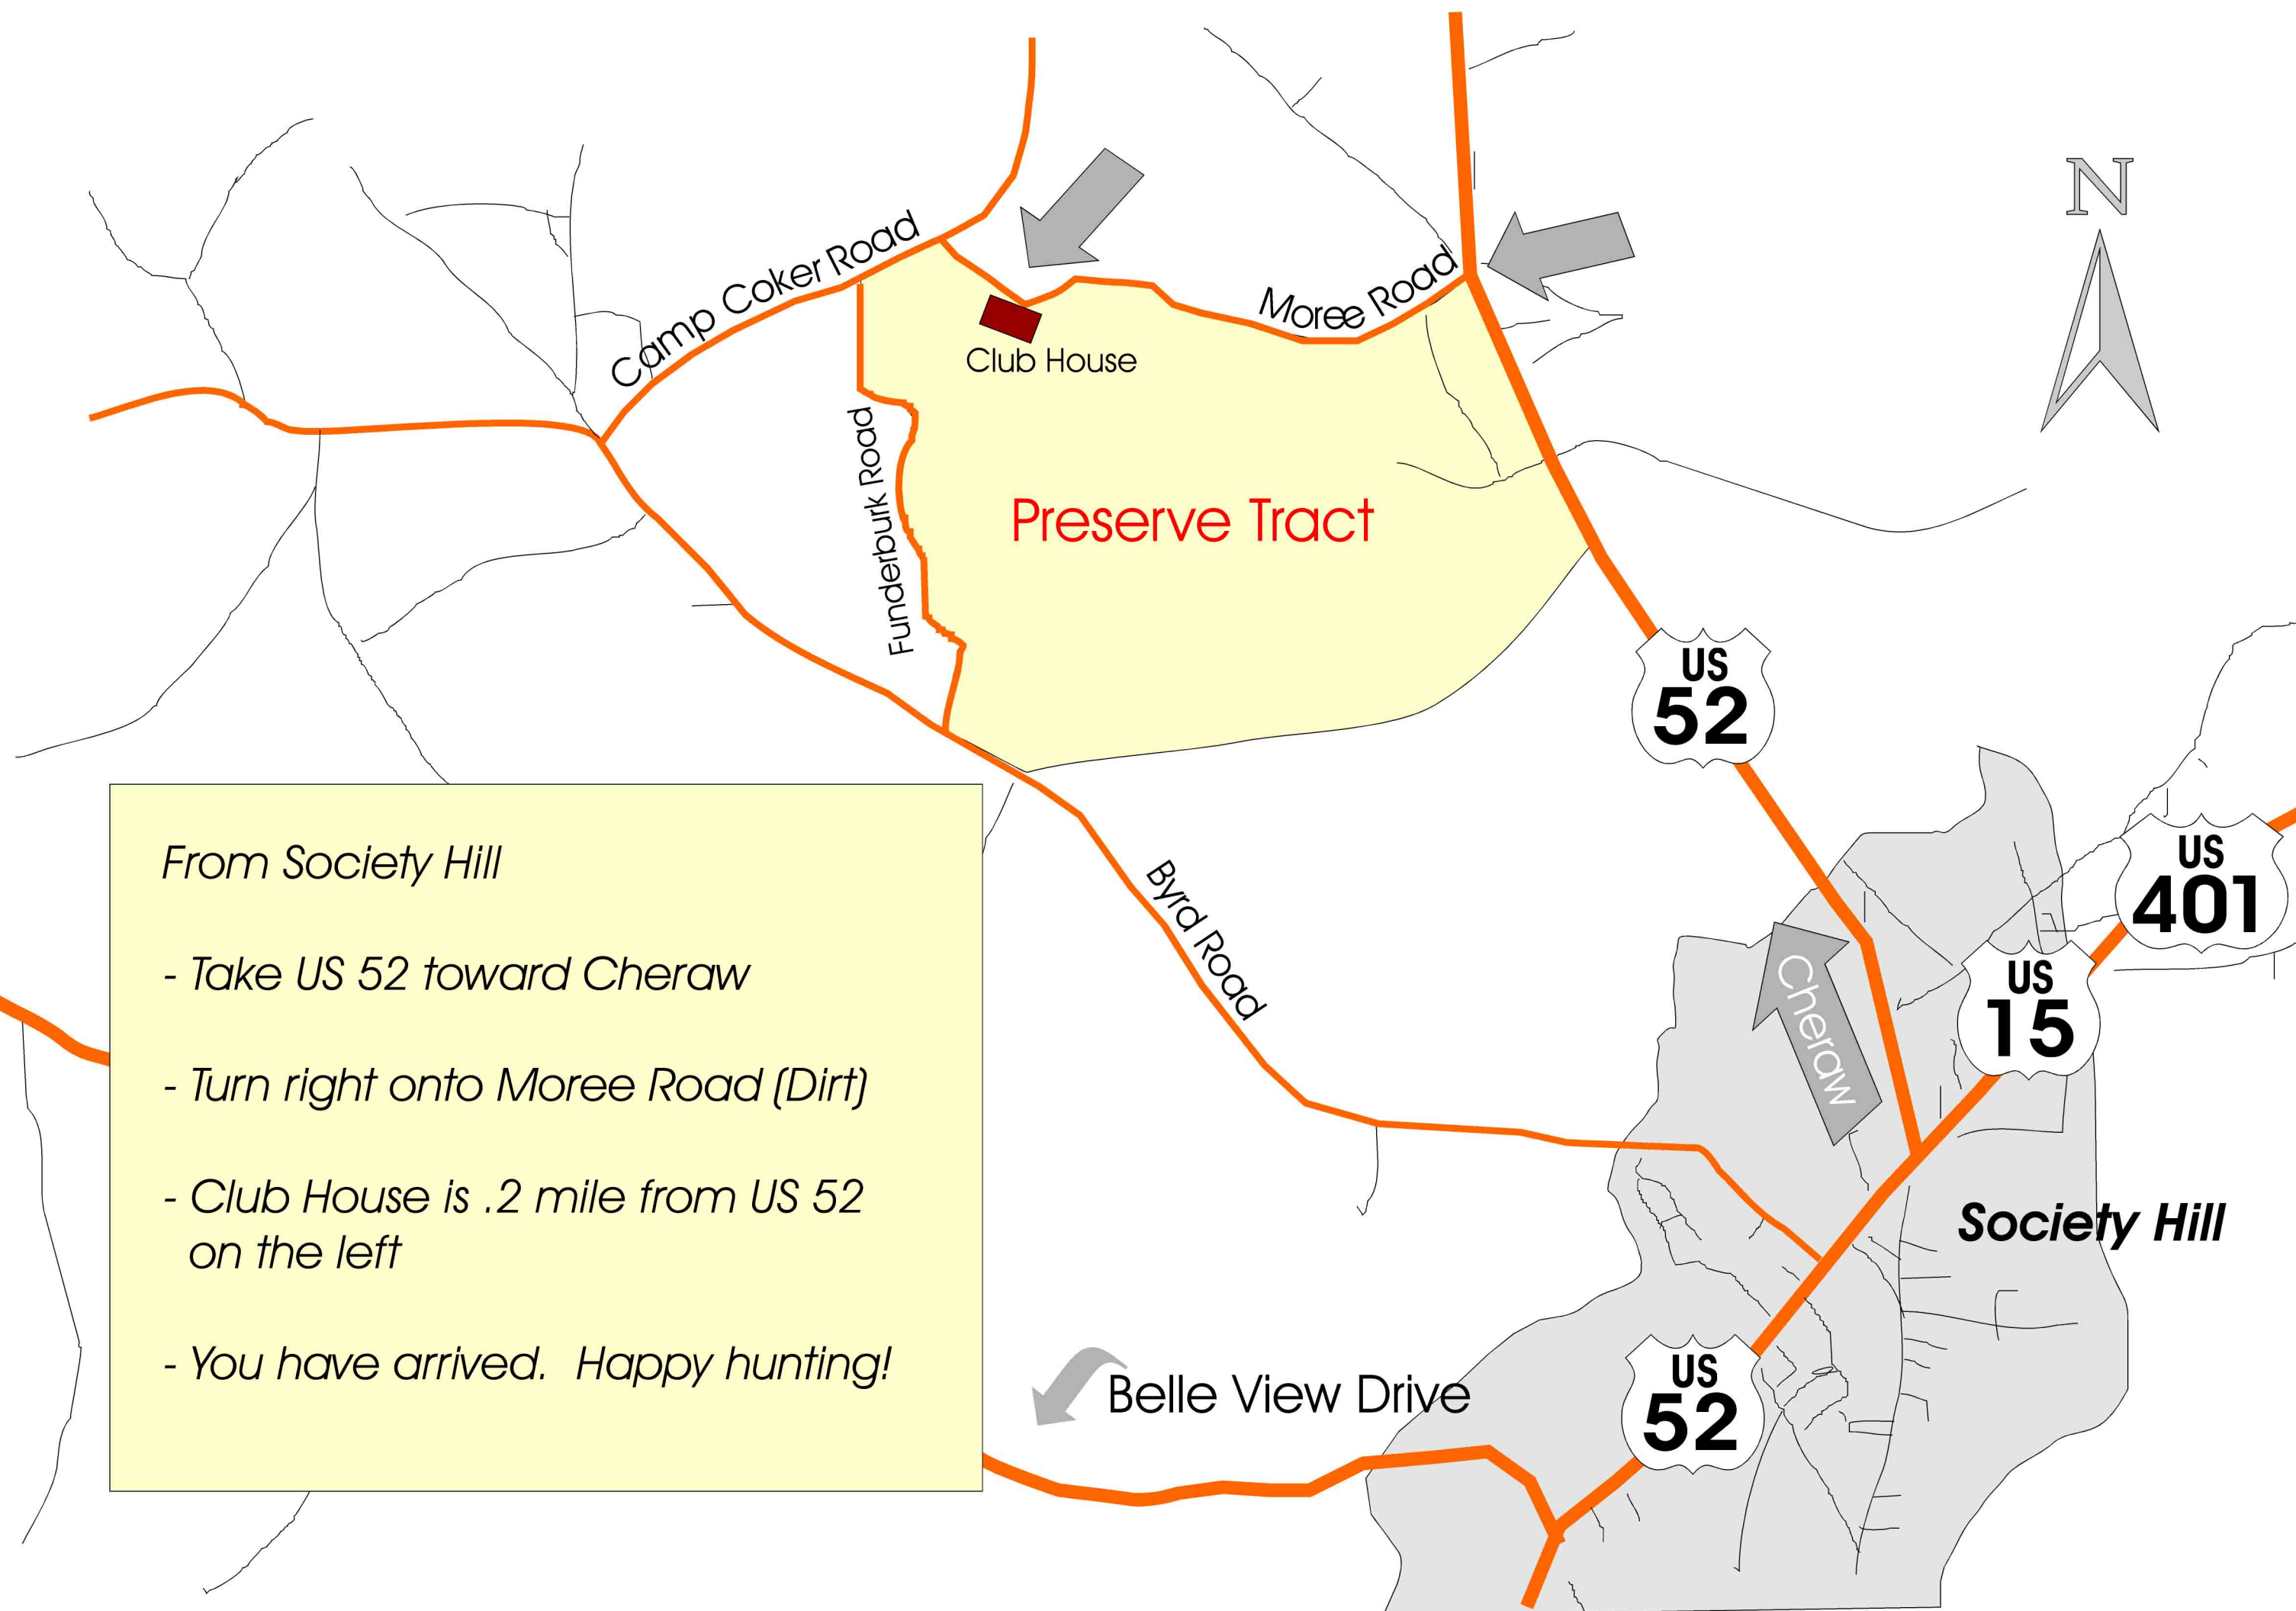 N
Camp Coker Road
Moree Road
Club House
Funderburk Road
Preserve Tract
US
52
US
401
US
15
Cheraw
Byrd Road
Society Hill
Belle View Drive
US
52
From Society Hill
- Take US 52 toward Cheraw
- Turn right onto Moree Road (Dirt)
- Club House is .2 mile from US 52
on the left
- You have arrived.  Happy hunting!